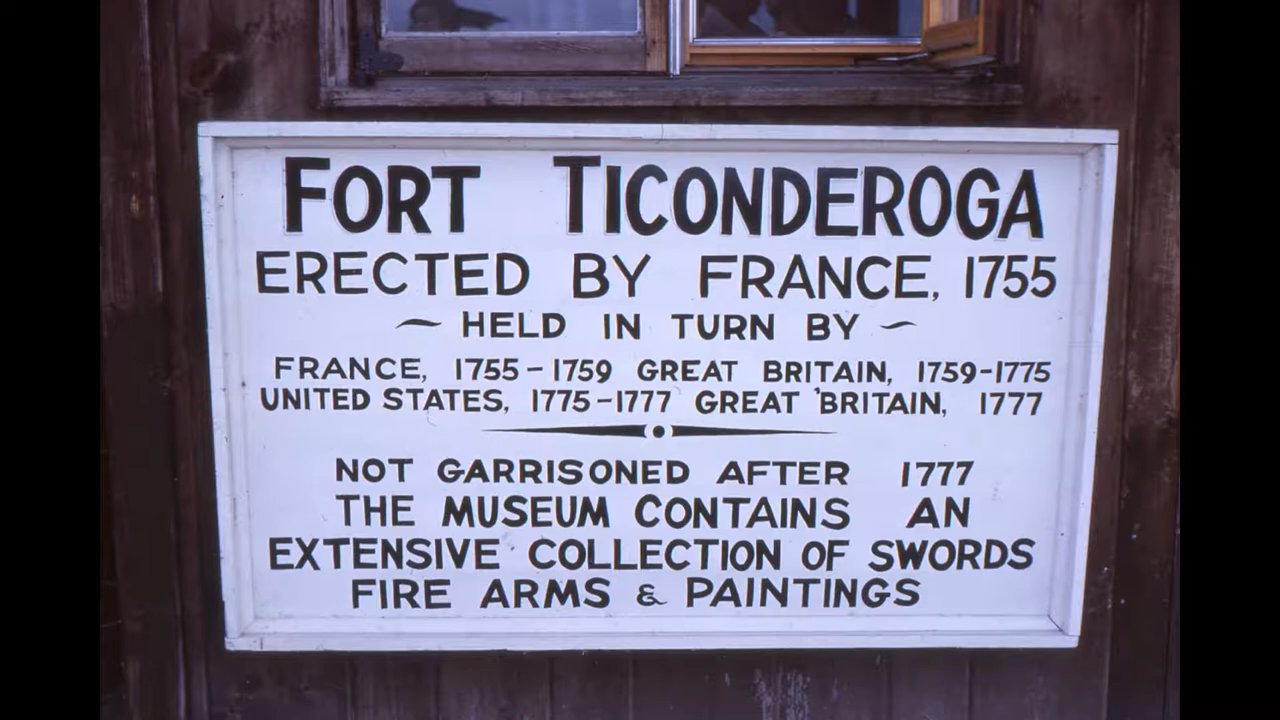 FORT TICONDEROGA
ERECTED BY FRANCE, 1755
~ HELD IN TURN BY ~
FRANCE, 1755-1759 GREAT BRITAIN, 1759-1775
UNITED STATES, 1775-1777 GREAT BRITAIN, 1777
NOT GARRISONED AFTER 1777
THE MUSEUM CONTAINS AN
EXTENSIVE COLLECTION OF SWORDS
FIRE ARMS & PAINTINGS